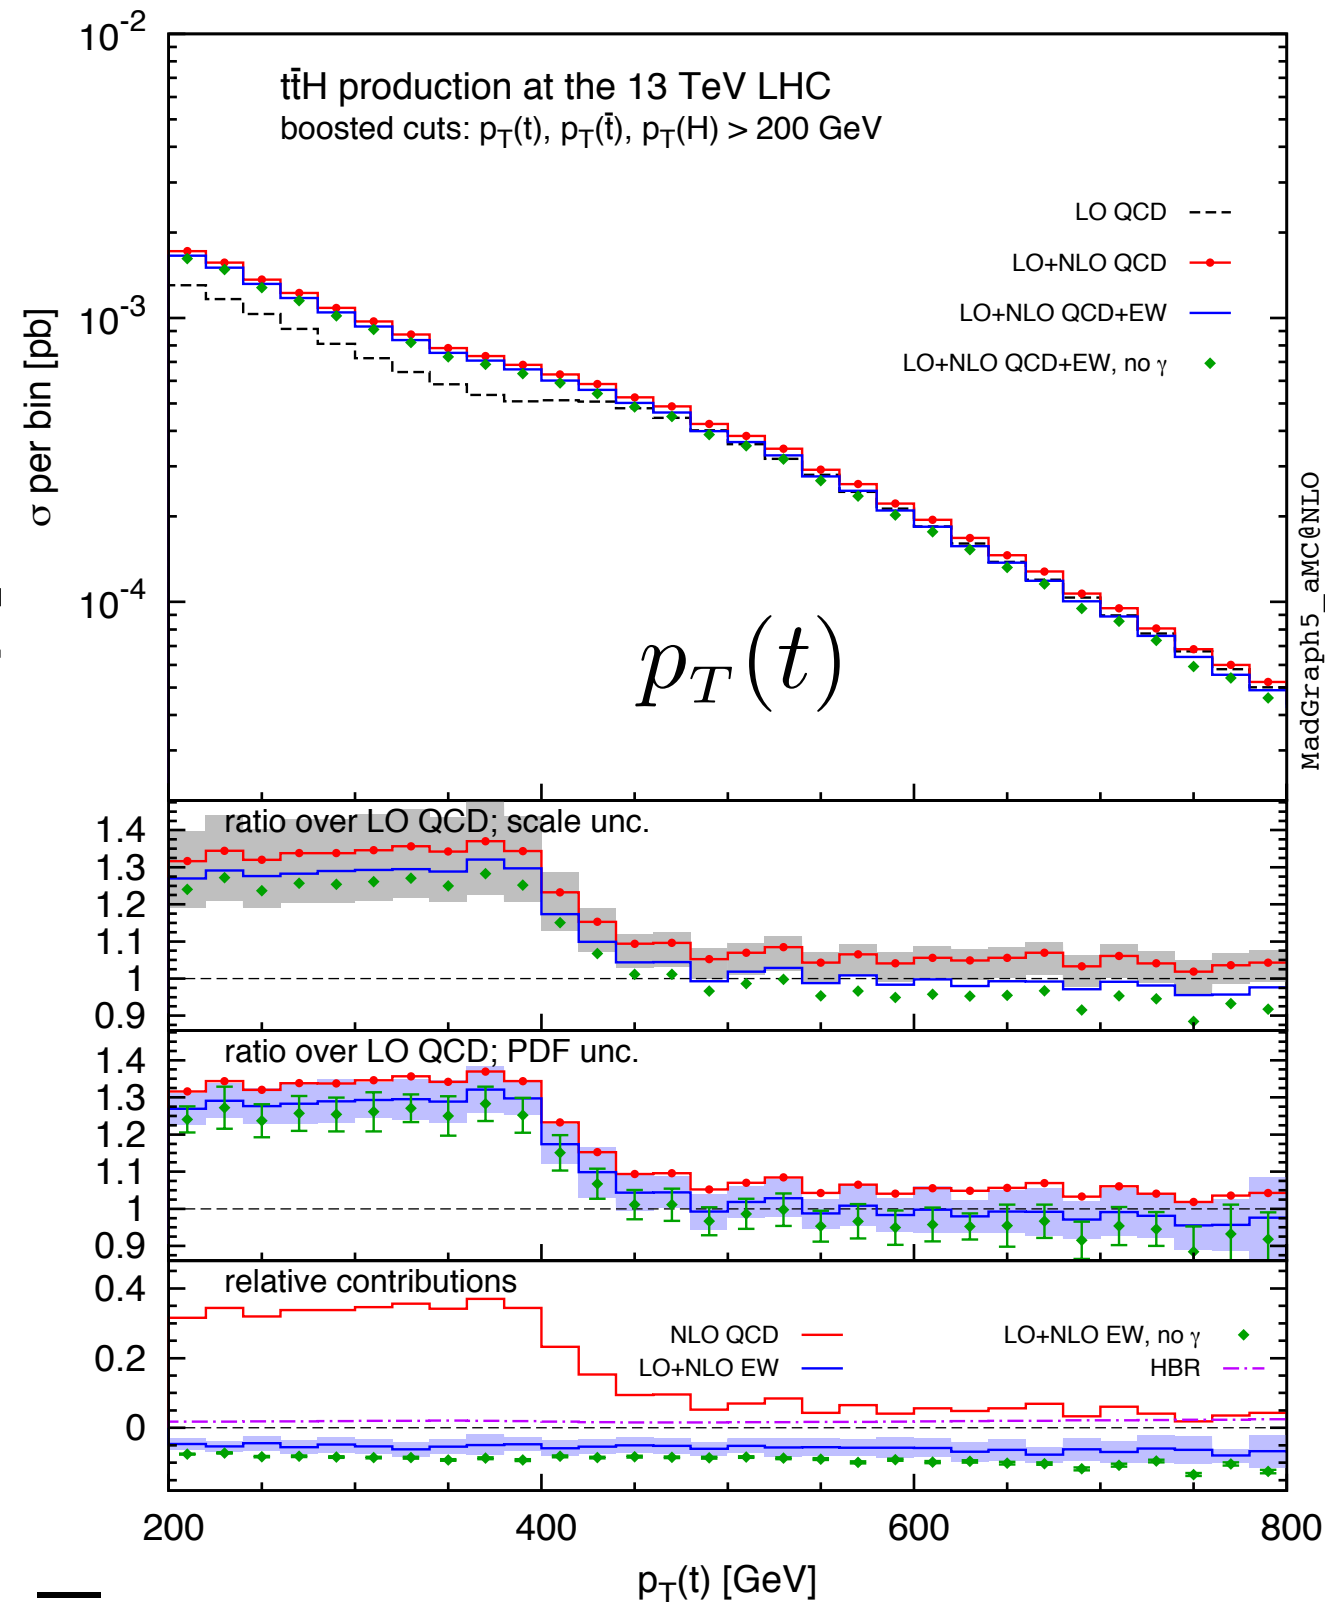 tt̄H production at the 13 TeV LHC
boosted cuts: p_T(t), p_T(t̄), p_T(H) > 200 GeV
LO QCD
LO+NLO QCD
LO+NLO QCD+EW
LO+NLO QCD+EW, no γ
10^-2
10^-3
10^-4
σ per bin [pb]
p_T(t)
MadGraph5_aMC@NLO
ratio over LO QCD; scale unc.
1.4
1.3
1.2
1.1
1
0.9
ratio over LO QCD; PDF unc.
1.4
1.3
1.2
1.1
1
0.9
relative contributions
0.4
0.2
0
NLO QCD
LO+NLO EW
LO+NLO EW, no γ
HBR
200 400 600 800
p_T(t) [GeV]